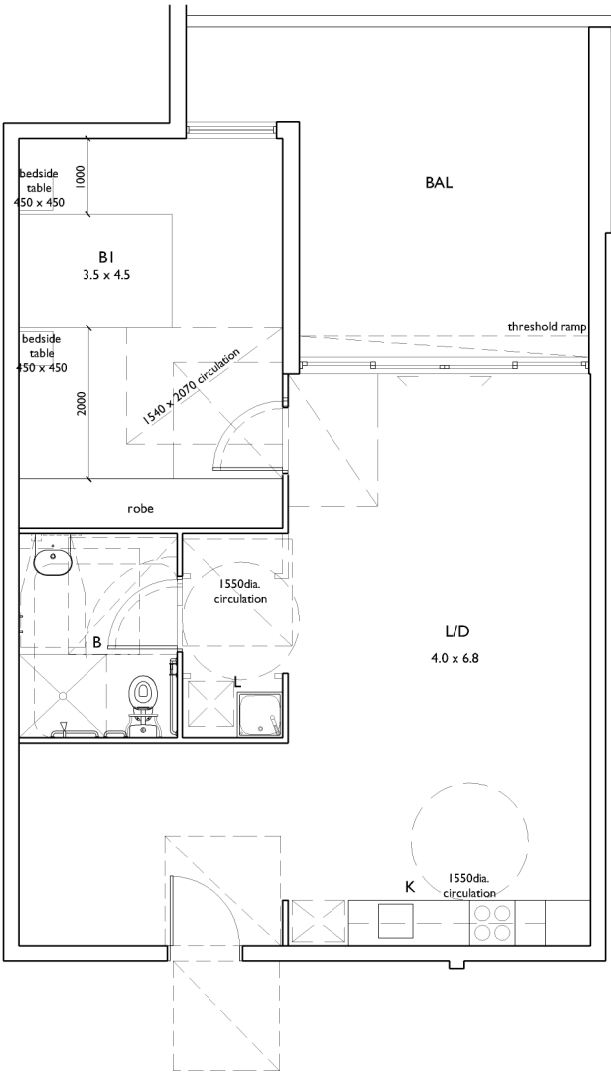 bedside
table
450 x 450
1000
BAL
B1
3.5 x 4.5
threshold ramp
bedside
table
450 x 450
1540 x 2070 circulation
2000
robe
1550dia.
circulation
B
L/D
4.0 x 6.8
L
K
1550dia.
circulation